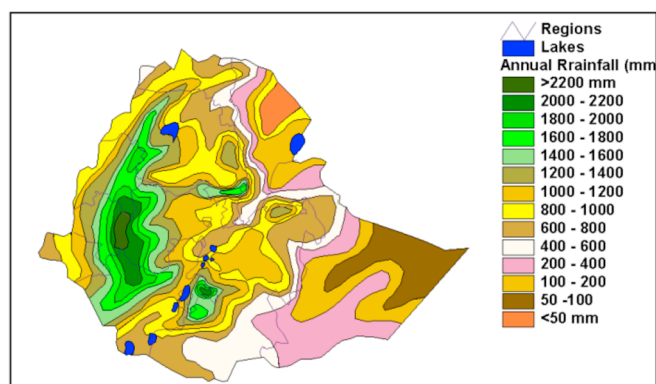 Regions
Lakes
Annual Rrainfall (mm
>2200 mm
2000 - 2200
1800 - 2000
1600 - 1800
1400 - 1600
1200 - 1400
1000 - 1200
800 - 1000
600 - 800
400 - 600
200 - 400
100 - 200
50 -100
<50 mm